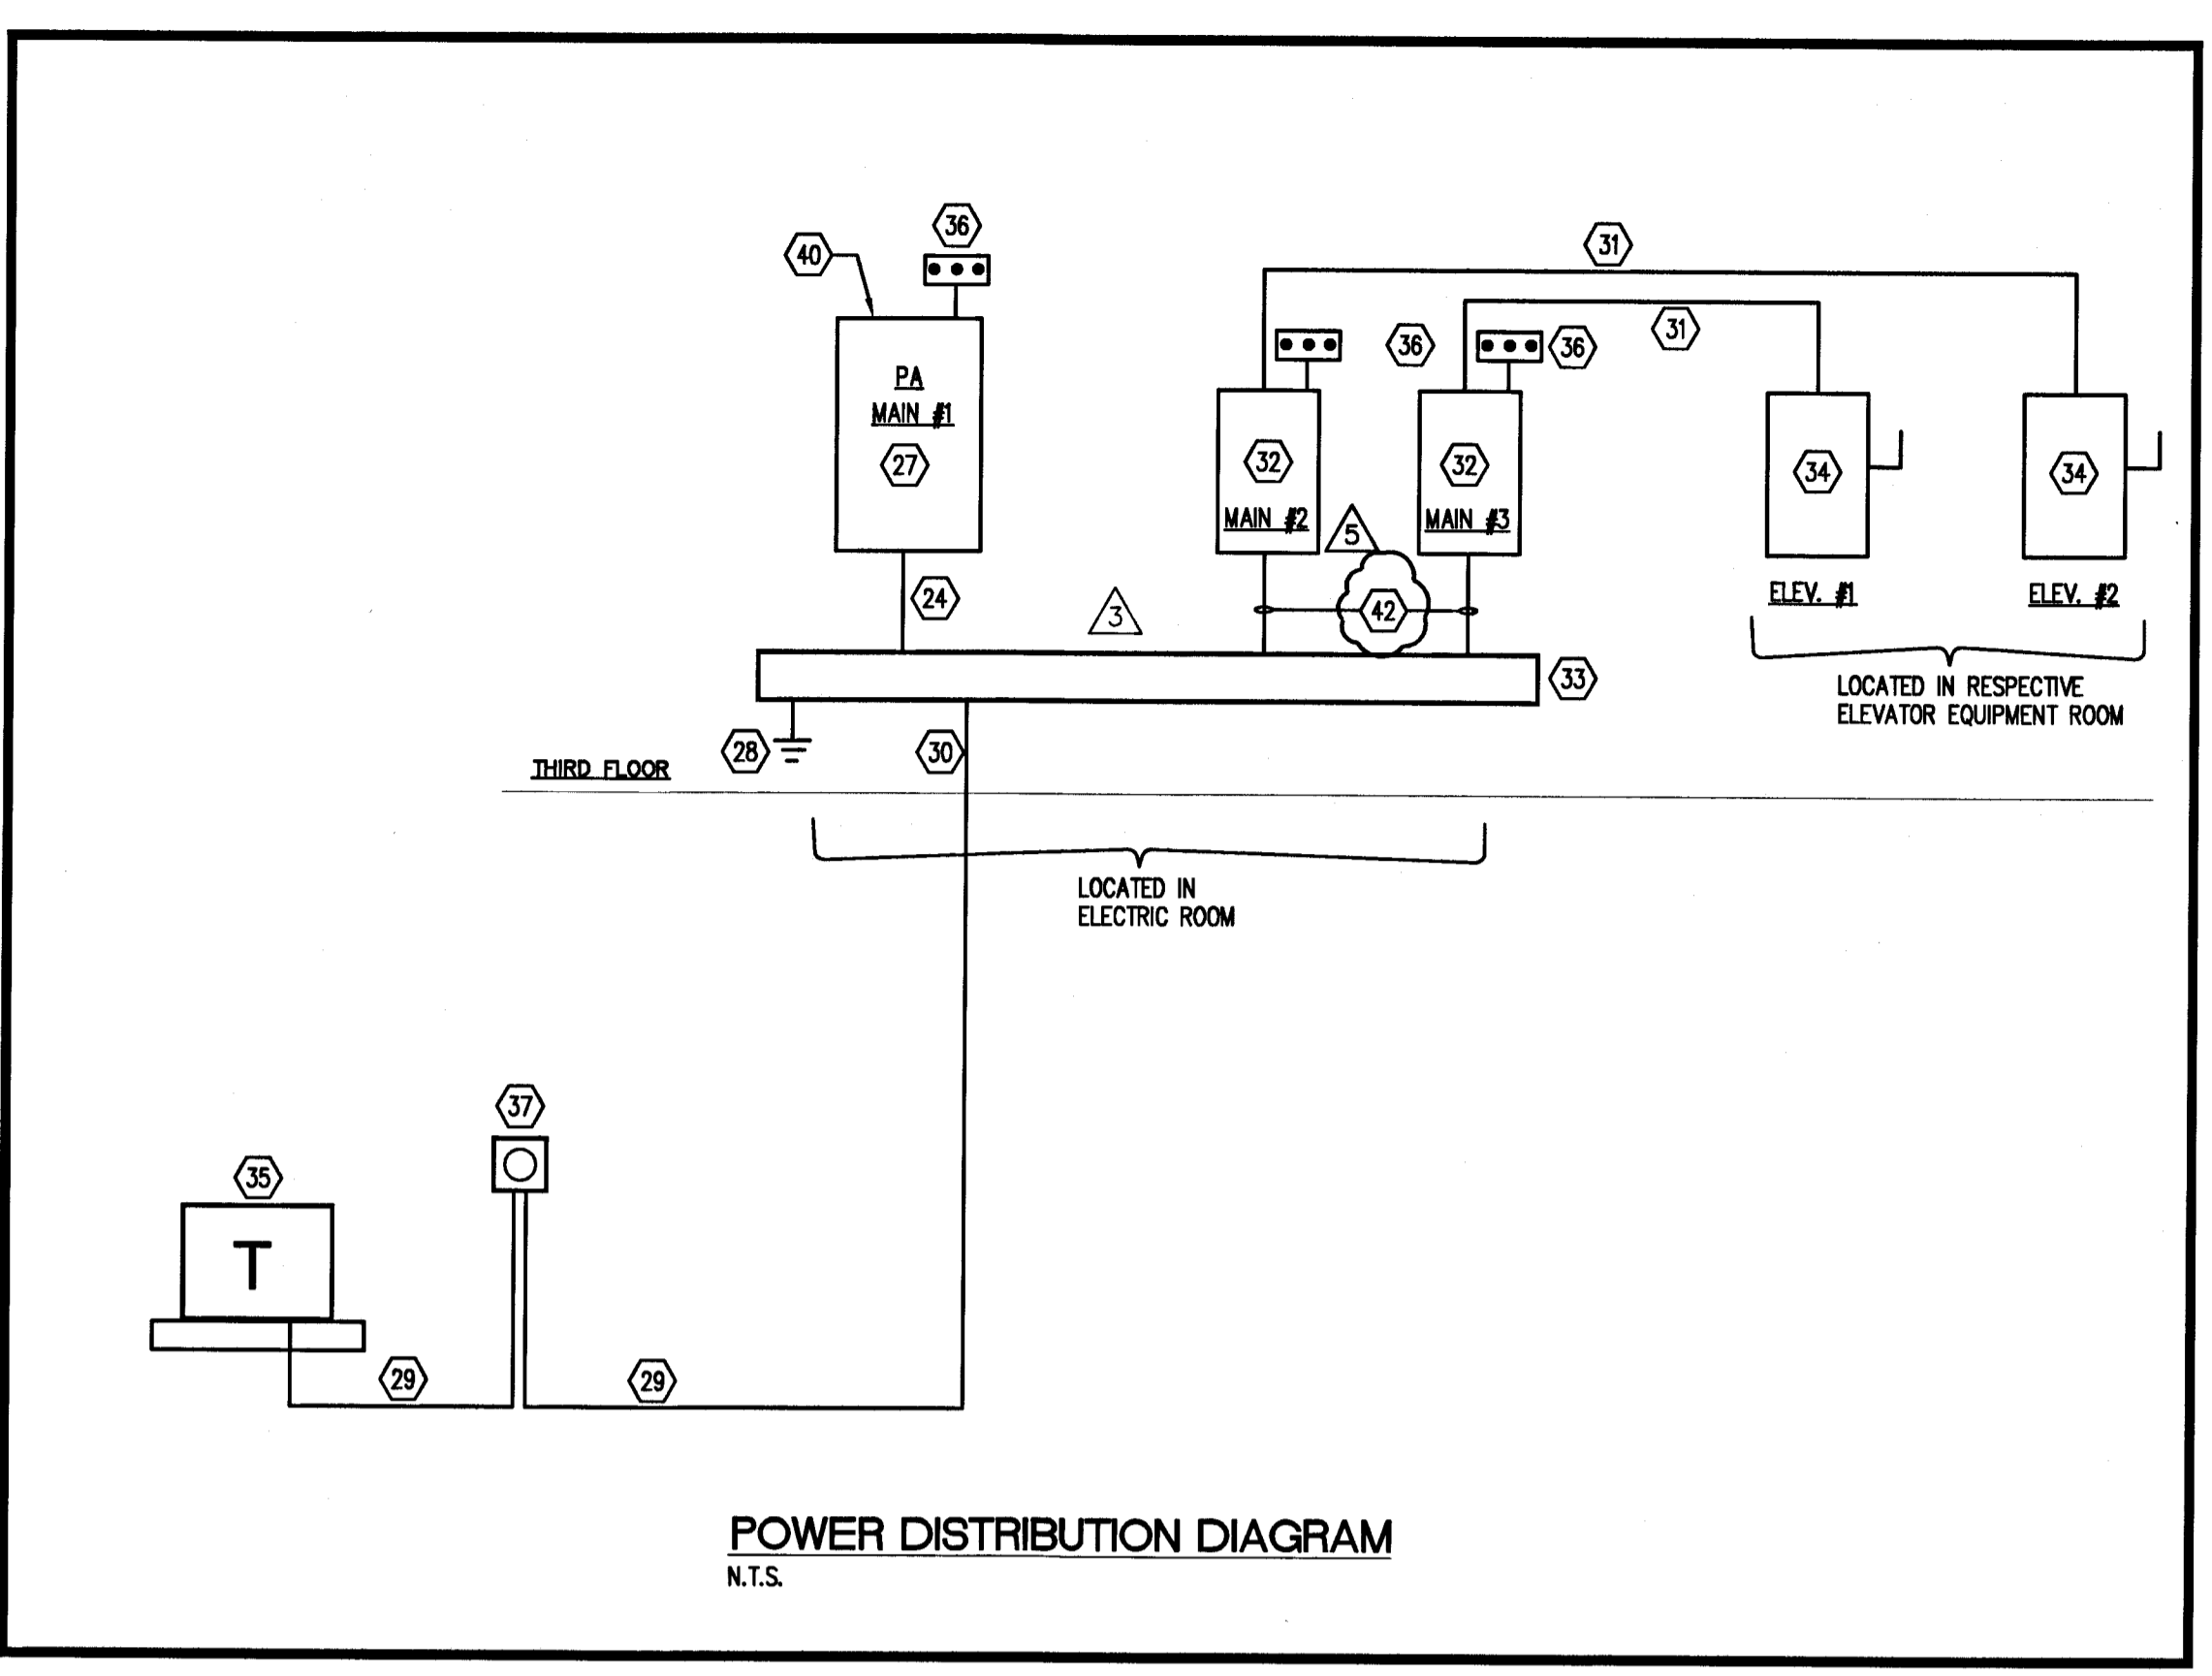 36
40
31
31
36
36
PA
MAIN #1
27
32
32
34
34
MAIN #2
MAIN #3
5
ELEV. #1
ELEV. #2
24
3
42
33
LOCATED IN RESPECTIVE
ELEVATOR EQUIPMENT ROOM
28
30
THIRD FLOOR
LOCATED IN
ELECTRIC ROOM
37
35
T
29
29
POWER DISTRIBUTION DIAGRAM
N.T.S.